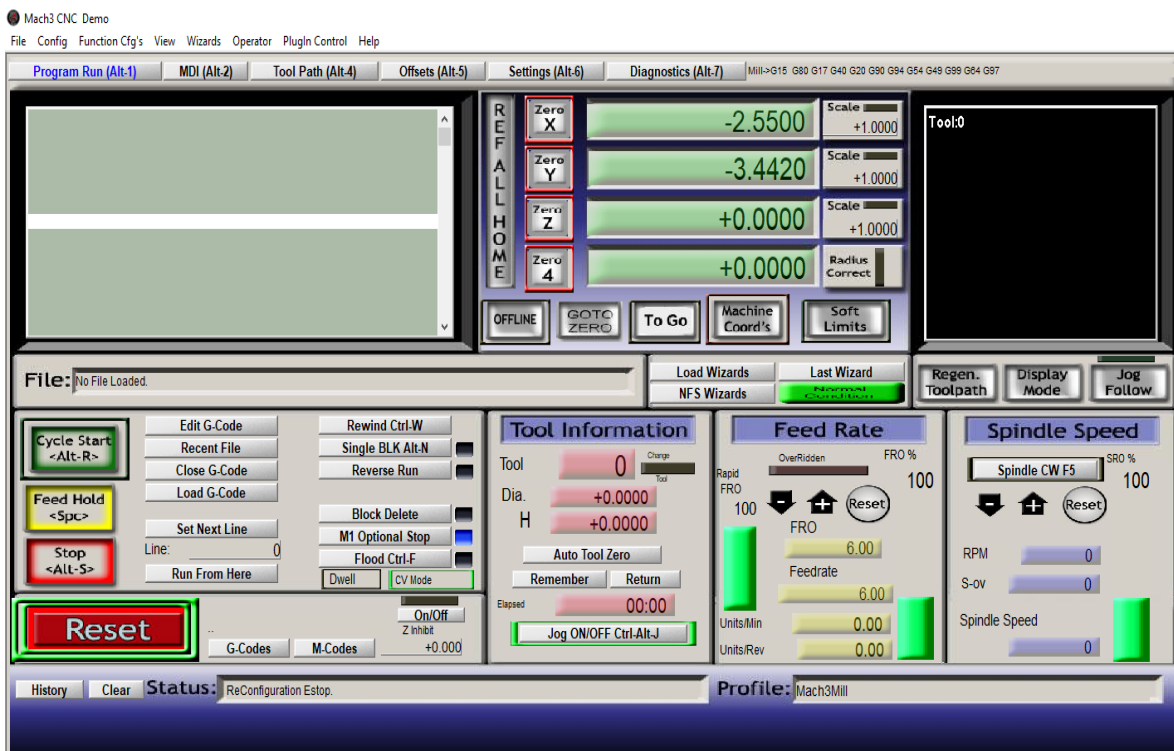 Mach3 CNC Demo
File Config Function Cfg's View Wizards Operator PlugIn Control Help
Program Run (Alt-1) MDI (Alt-2) Tool Path (Alt-4) Offsets (Alt-5) Settings (Alt-6) Diagnostics (Alt-7) Mill->G15 G80 G17 G40 G20 G90 G94 G54 G49 G99 G64 G97
REF ALL HOME
Zero X -2.5500 Scale +1.0000
Zero Y -3.4420 Scale +1.0000
Zero Z +0.0000 Scale +1.0000
Zero 4 +0.0000 Radius Correct
OFFLINE GOTO ZERO To Go Machine Coord's Soft Limits
Tool:0
File: No File Loaded.
Load Wizards Last Wizard
NFS Wizards Normal Condition
Regen. Toolpath Display Mode Jog Follow
Cycle Start <Alt-R>
Feed Hold <Spc>
Stop <Alt-S>
Edit G-Code Rewind Ctrl-W
Recent File Single BLK Alt-N
Close G-Code Reverse Run
Load G-Code
Block Delete
Set Next Line M1 Optional Stop
Line: 0 Flood Ctrl-F
Run From Here Dwell CV Mode
Reset
..
G-Codes M-Codes
On/Off
Z Inhibit
+0.000
Tool Information
Tool 0 Change Tool
Dia. +0.0000
H +0.0000
Auto Tool Zero
Remember Return
Elapsed 00:00
Jog ON/OFF Ctrl-Alt-J
Feed Rate
OverRidden FRO %
100
Rapid FRO
100
Reset
FRO
6.00
Feedrate
6.00
Units/Min 0.00
Units/Rev 0.00
Spindle Speed
Spindle CW F5 SRO %
100
Reset
RPM 0
S-ov 0
Spindle Speed
0
History Clear Status: ReConfiguration Estop. Profile: Mach3Mill